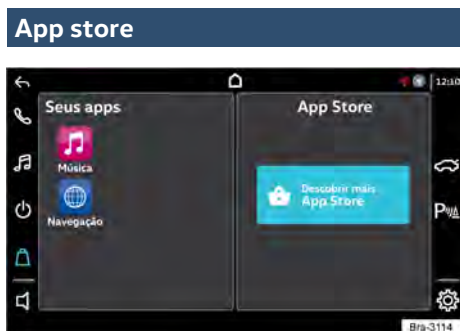 App store
12:10
Seus apps
App Store
Música
Navegação
Descobrir mais
App Store
P
Bra-3114